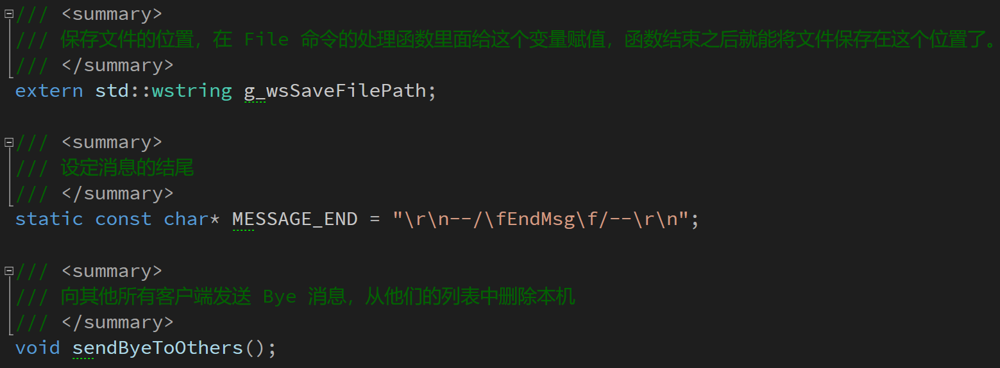 /// <summary>
/// 保存文件的位置，在 File 命令的处理函数里面给这个变量赋值，函数结束之后就能将文件保存在这个位置了。
/// </summary>
extern std::wstring g_wsSaveFilePath;
/// <summary>
/// 设定消息的结尾
/// </summary>
static const char* MESSAGE_END = "\r\n--/\fEndMsg\f/--\r\n";
/// <summary>
/// 向其他所有客户端发送 Bye 消息，从他们的列表中删除本机
/// </summary>
void sendByeToOthers();